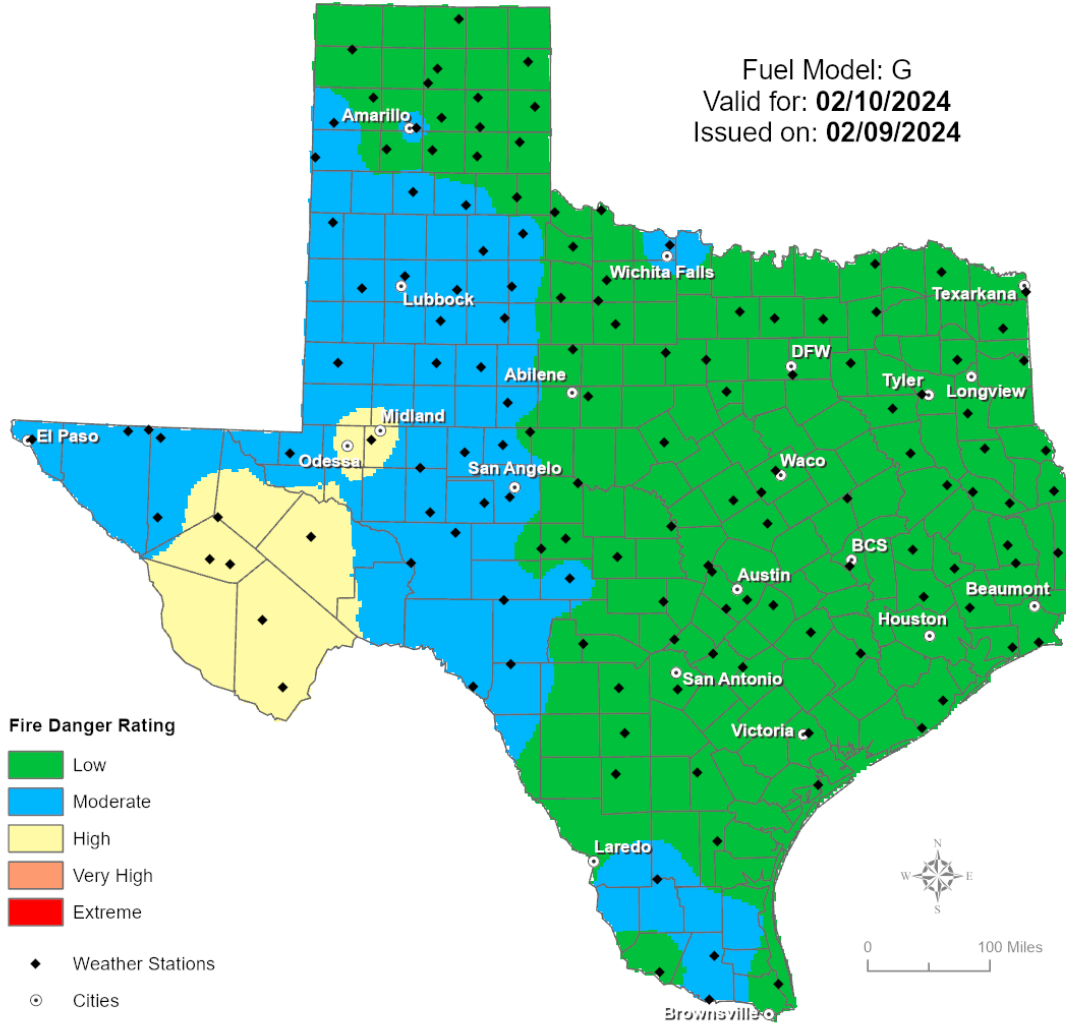 Fuel Model: G
Valid for: 02/10/2024
Issued on: 02/09/2024
Amarillo
Wichita Falls
Lubbock
Texarkana
DFW
Abilene
Tyler
Longview
Midland
El Paso
Odessa
San Angelo
Waco
BCS
Austin
Beaumont
Houston
San Antonio
Victoria
Laredo
Brownsville
Fire Danger Rating
Low
Moderate
High
Very High
Extreme
Weather Stations
Cities
N
W E
S
0 100 Miles